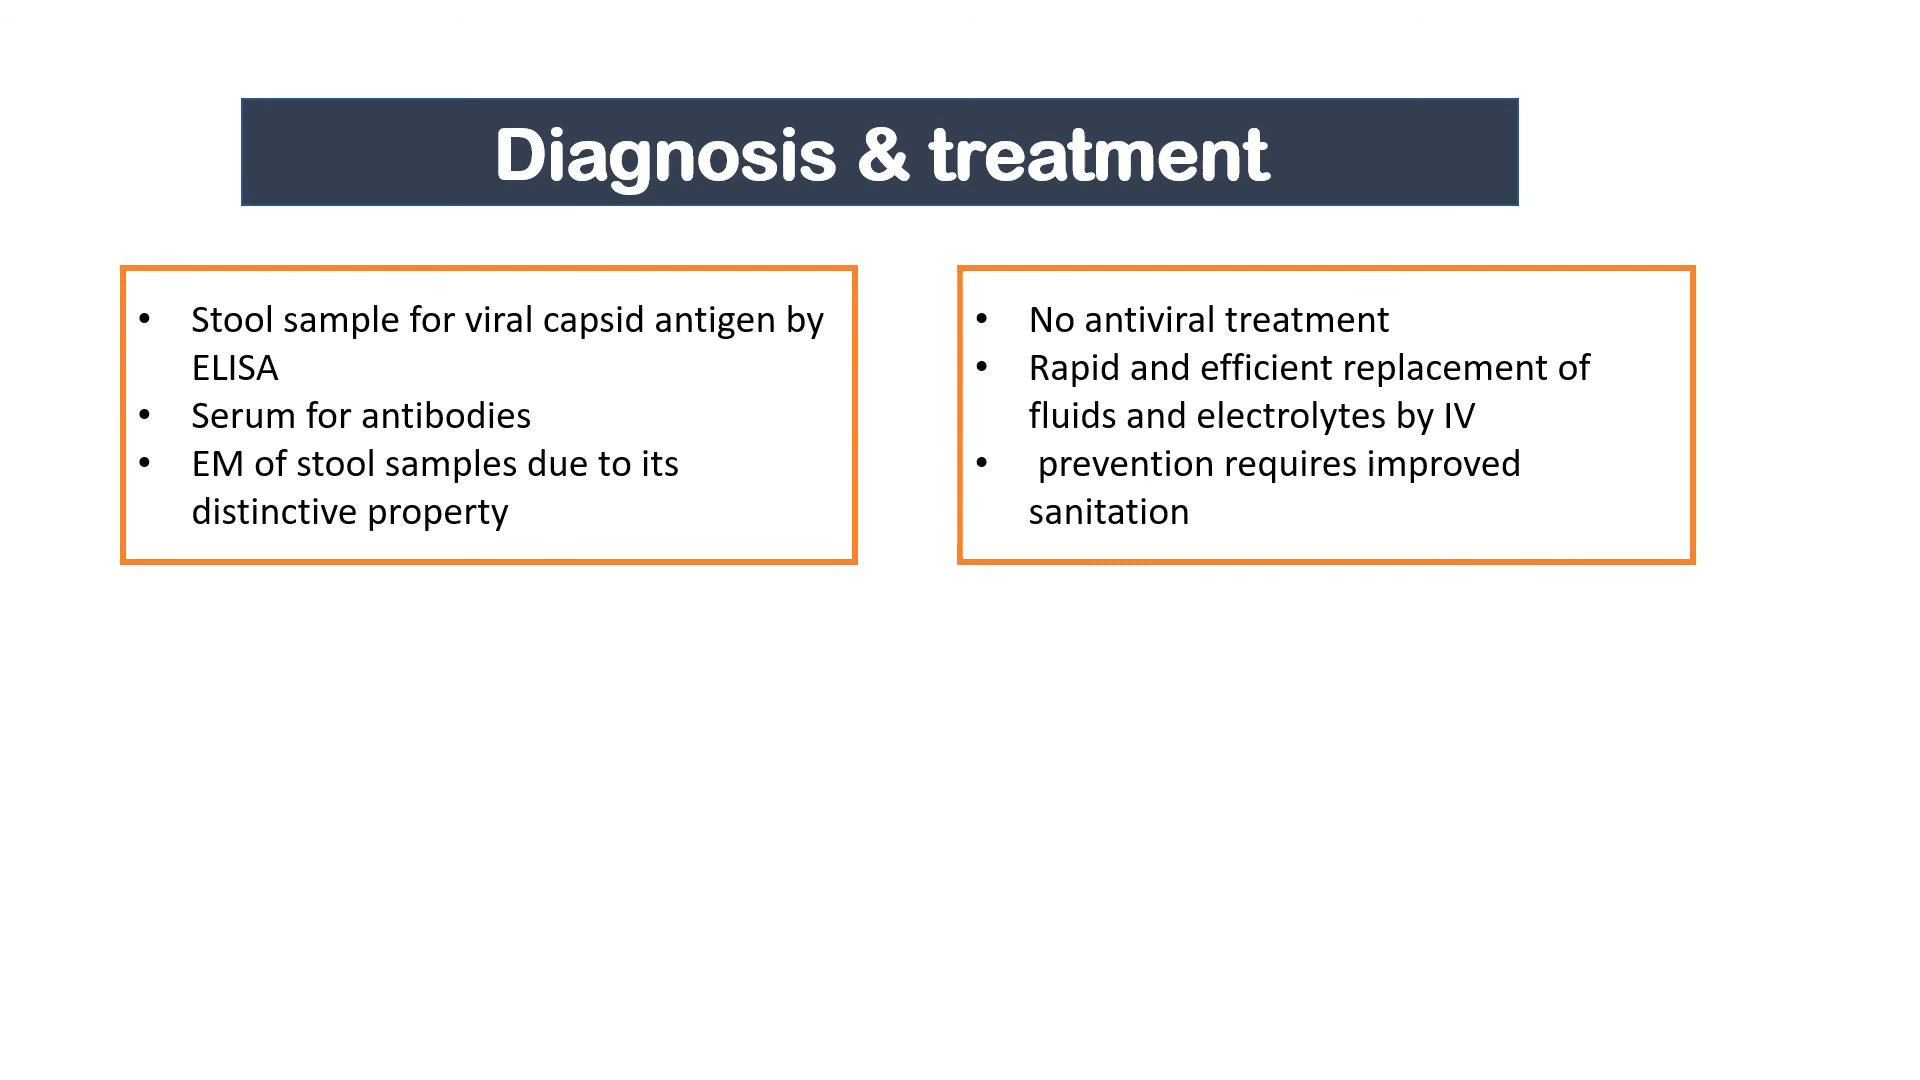 Diagnosis & treatment
• Stool sample for viral capsid antigen by
ELISA
• Serum for antibodies
• EM of stool samples due to its
distinctive property
• No antiviral treatment
• Rapid and efficient replacement of
fluids and electrolytes by IV
• prevention requires improved
sanitation